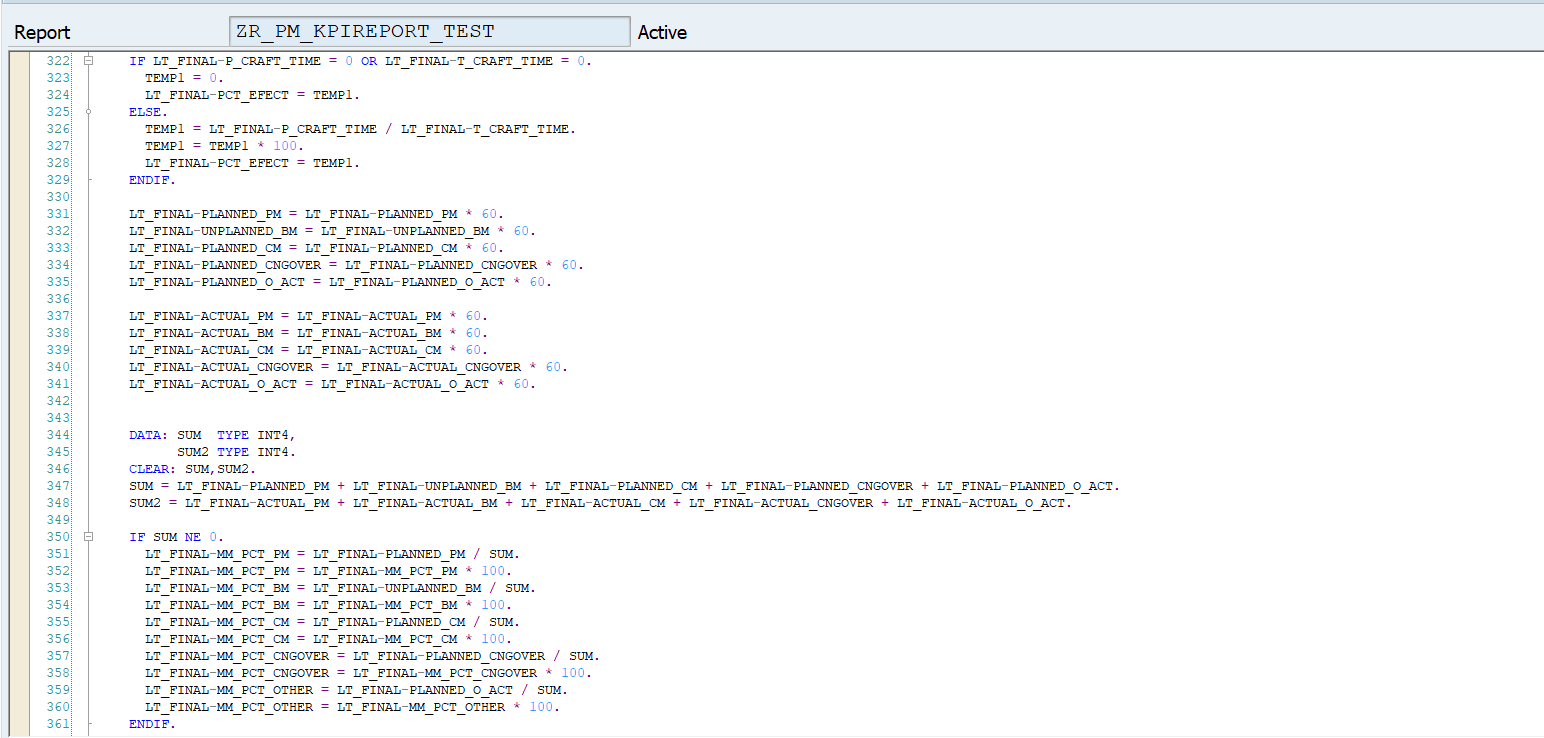 Report ZR_PM_KPIREPORT_TEST Active
322 IF LT_FINAL-P_CRAFT_TIME = 0 OR LT_FINAL-T_CRAFT_TIME = 0.
323 TEMP1 = 0.
324 LT_FINAL-PCT_EFECT = TEMP1.
325 ELSE.
326 TEMP1 = LT_FINAL-P_CRAFT_TIME / LT_FINAL-T_CRAFT_TIME.
327 TEMP1 = TEMP1 * 100.
328 LT_FINAL-PCT_EFECT = TEMP1.
329 ENDIF.
330
331 LT_FINAL-PLANNED_PM = LT_FINAL-PLANNED_PM * 60.
332 LT_FINAL-UNPLANNED_BM = LT_FINAL-UNPLANNED_BM * 60.
333 LT_FINAL-PLANNED_CM = LT_FINAL-PLANNED_CM * 60.
334 LT_FINAL-PLANNED_CNGOVER = LT_FINAL-PLANNED_CNGOVER * 60.
335 LT_FINAL-PLANNED_O_ACT = LT_FINAL-PLANNED_O_ACT * 60.
336
337 LT_FINAL-ACTUAL_PM = LT_FINAL-ACTUAL_PM * 60.
338 LT_FINAL-ACTUAL_BM = LT_FINAL-ACTUAL_BM * 60.
339 LT_FINAL-ACTUAL_CM = LT_FINAL-ACTUAL_CM * 60.
340 LT_FINAL-ACTUAL_CNGOVER = LT_FINAL-ACTUAL_CNGOVER * 60.
341 LT_FINAL-ACTUAL_O_ACT = LT_FINAL-ACTUAL_O_ACT * 60.
342
343
344 DATA: SUM TYPE INT4,
345 SUM2 TYPE INT4.
346 CLEAR: SUM,SUM2.
347 SUM = LT_FINAL-PLANNED_PM + LT_FINAL-UNPLANNED_BM + LT_FINAL-PLANNED_CM + LT_FINAL-PLANNED_CNGOVER + LT_FINAL-PLANNED_O_ACT.
348 SUM2 = LT_FINAL-ACTUAL_PM + LT_FINAL-ACTUAL_BM + LT_FINAL-ACTUAL_CM + LT_FINAL-ACTUAL_CNGOVER + LT_FINAL-ACTUAL_O_ACT.
349
350 IF SUM NE 0.
351 LT_FINAL-MM_PCT_PM = LT_FINAL-PLANNED_PM / SUM.
352 LT_FINAL-MM_PCT_PM = LT_FINAL-MM_PCT_PM * 100.
353 LT_FINAL-MM_PCT_BM = LT_FINAL-UNPLANNED_BM / SUM.
354 LT_FINAL-MM_PCT_BM = LT_FINAL-MM_PCT_BM * 100.
355 LT_FINAL-MM_PCT_CM = LT_FINAL-PLANNED_CM / SUM.
356 LT_FINAL-MM_PCT_CM = LT_FINAL-MM_PCT_CM * 100.
357 LT_FINAL-MM_PCT_CNGOVER = LT_FINAL-PLANNED_CNGOVER / SUM.
358 LT_FINAL-MM_PCT_CNGOVER = LT_FINAL-MM_PCT_CNGOVER * 100.
359 LT_FINAL-MM_PCT_OTHER = LT_FINAL-PLANNED_O_ACT / SUM.
360 LT_FINAL-MM_PCT_OTHER = LT_FINAL-MM_PCT_OTHER * 100.
361 ENDIF.